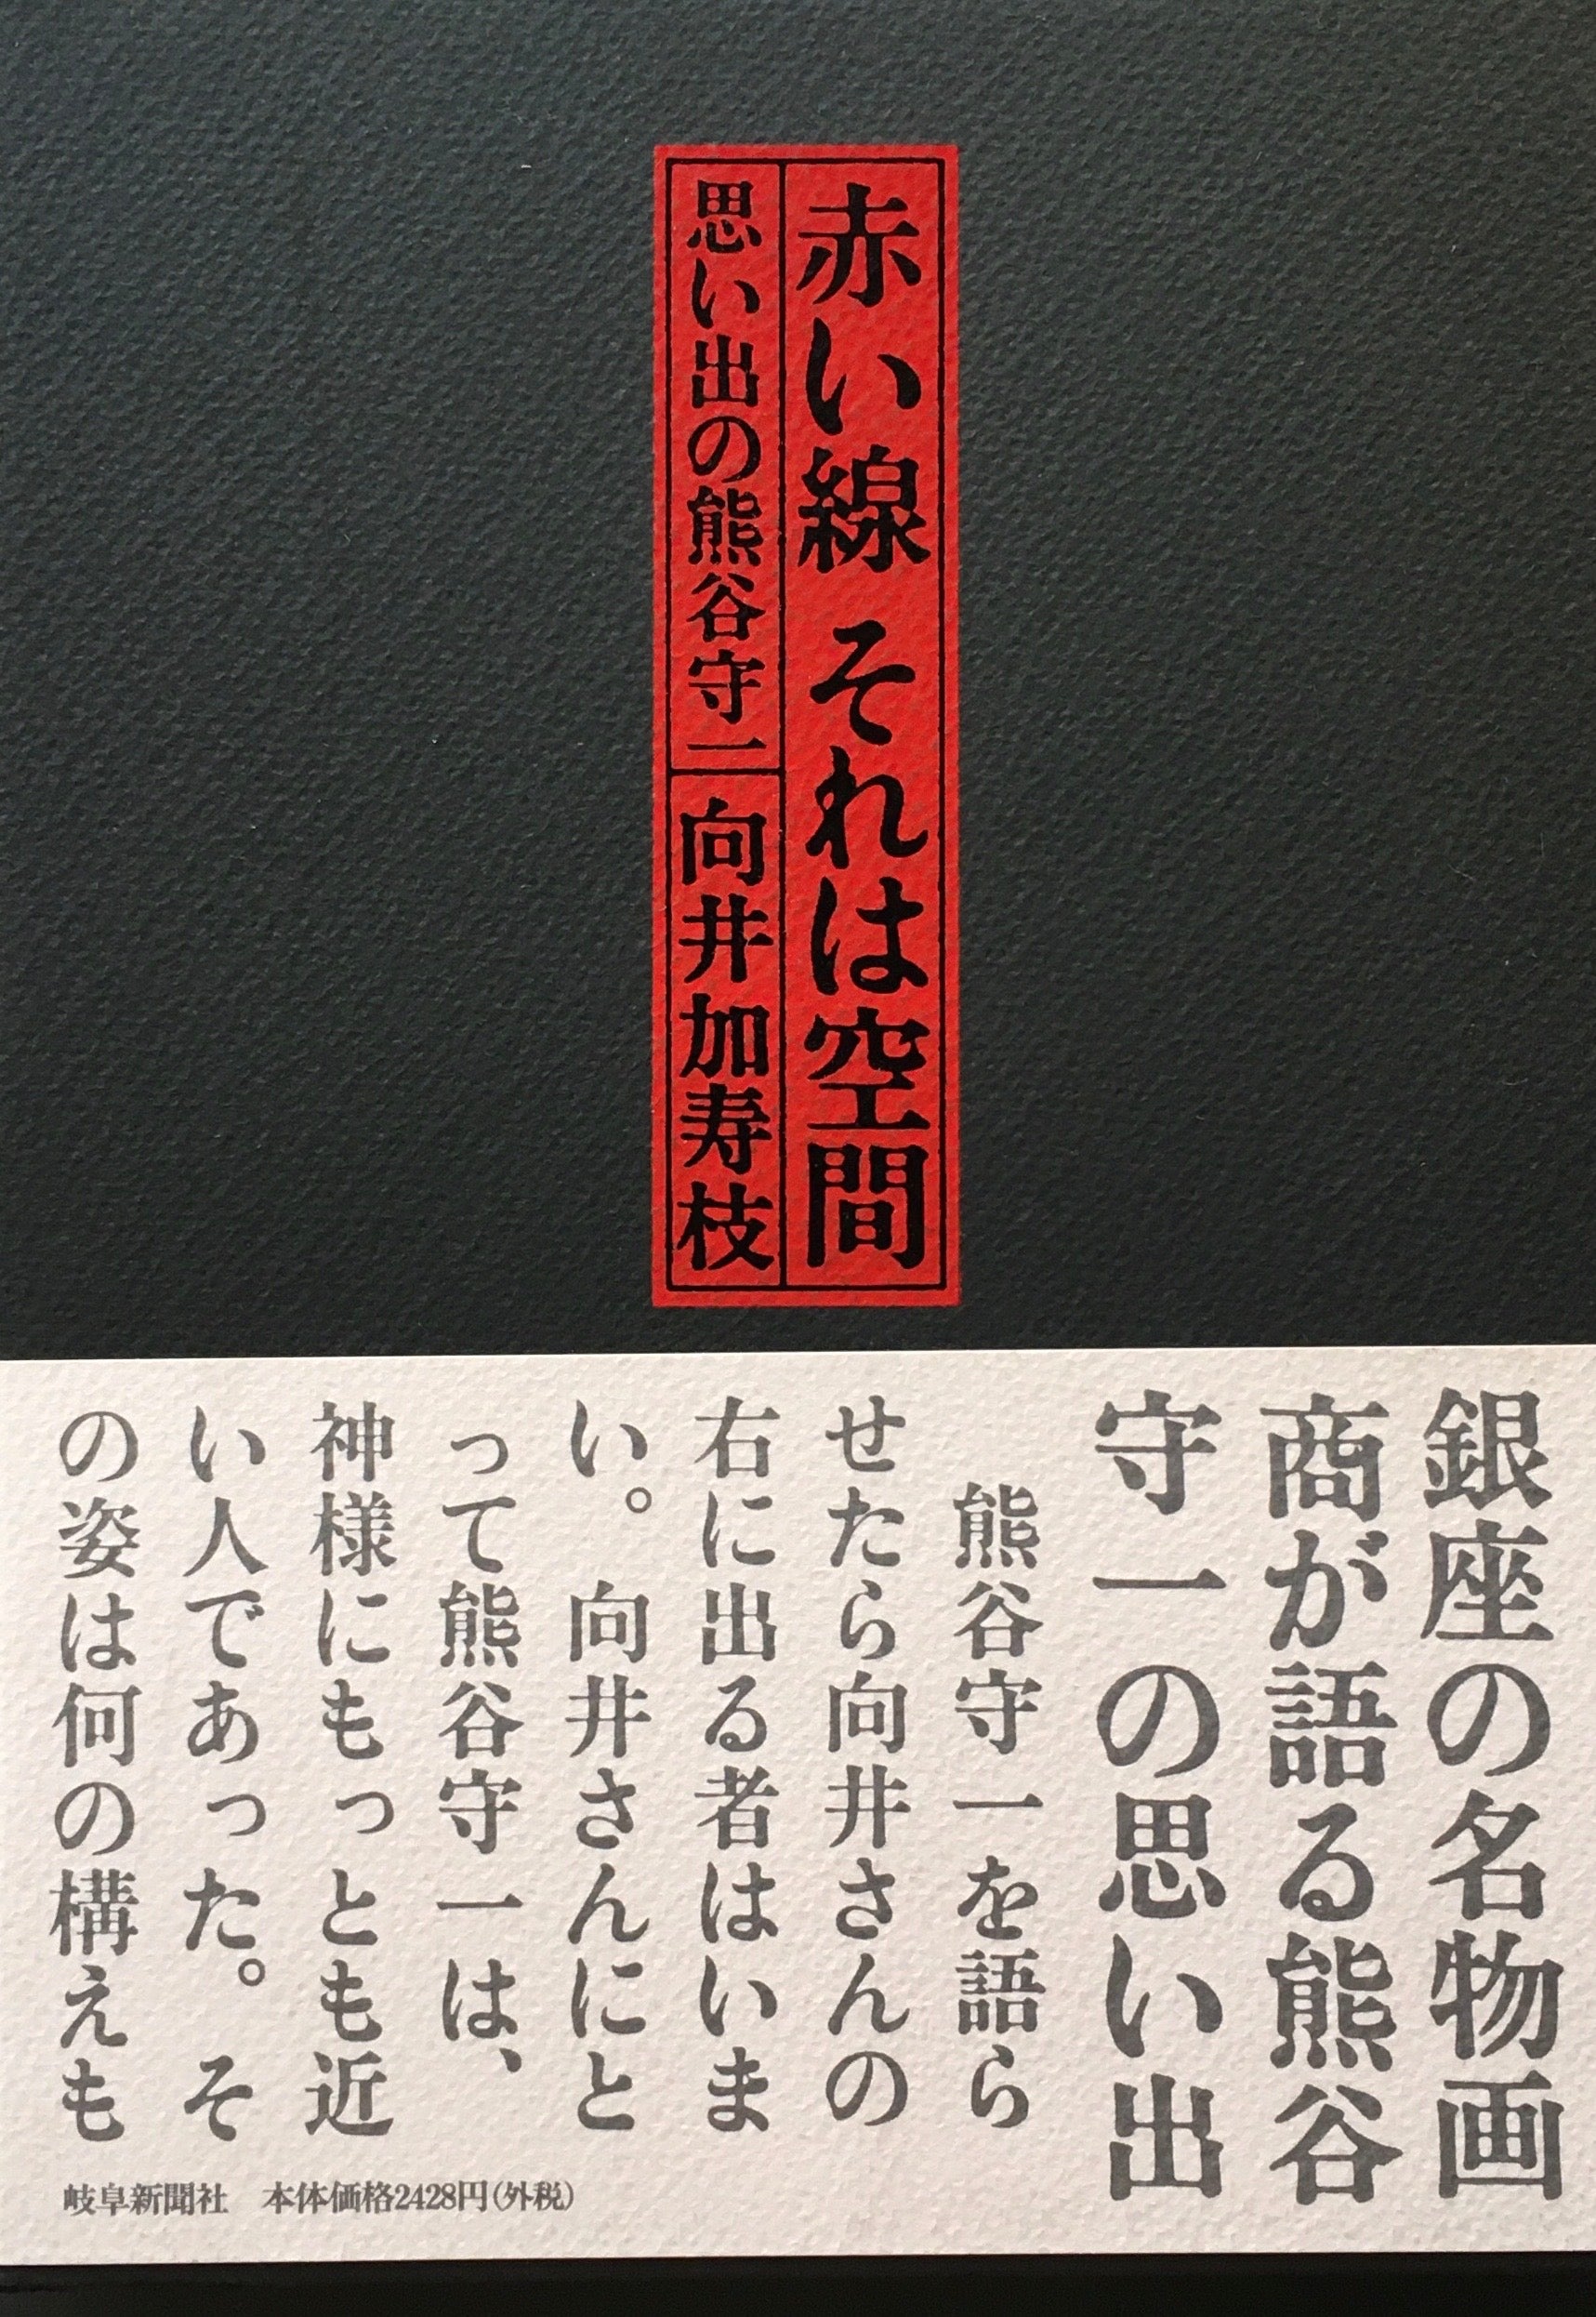 赤い線 それは空間
思い出の熊谷守一
向井加寿枝
銀座の名物画
商が語る熊谷
守一の思い出
熊谷守一を語ら
せたら向井さんの
右に出る者はいま
い。向井さんにと
って熊谷守一は、
神様にもっとも近
い人であった。そ
の姿は何の構えも
岐阜新聞社 本体価格2428円(外税)